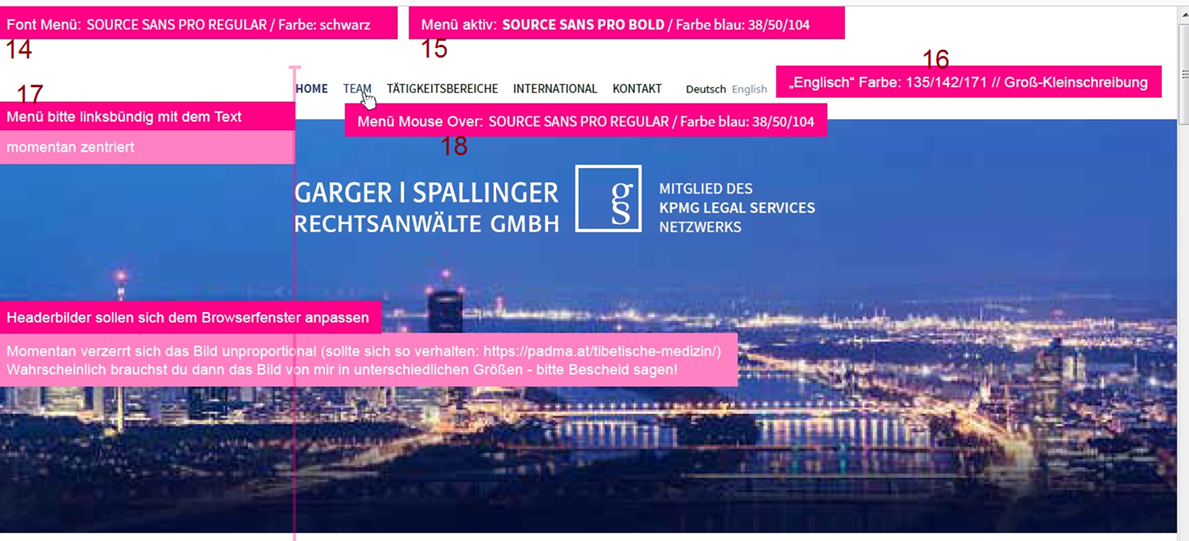 Font Menü: SOURCE SANS PRO REGULAR / Farbe: schwarz
Menü aktiv: SOURCE SANS PRO BOLD / Farbe blau: 38/50/104
14
15
16
„Englisch“ Farbe: 135/142/171 // Groß-Kleinschreibung
17
HOME TEAM TÄTIGKEITSBEREICHE INTERNATIONAL KONTAKT Deutsch English
Menü bitte linksbündig mit dem Text
Menü Mouse Over: SOURCE SANS PRO REGULAR / Farbe blau: 38/50/104
momentan zentriert
18
GARGER | SPALLINGER
RECHTSANWÄLTE GMBH
gs
MITGLIED DES
KPMG LEGAL SERVICES
NETZWERKS
Headerbilder sollen sich dem Browserfenster anpassen
Momentan verzerrt sich das Bild unproportional (sollte sich so verhalten: https://padma.at/tibetische-medizin/)
Wahrscheinlich brauchst du dann das Bild von mir in unterschiedlichen Größen - bitte Bescheid sagen!